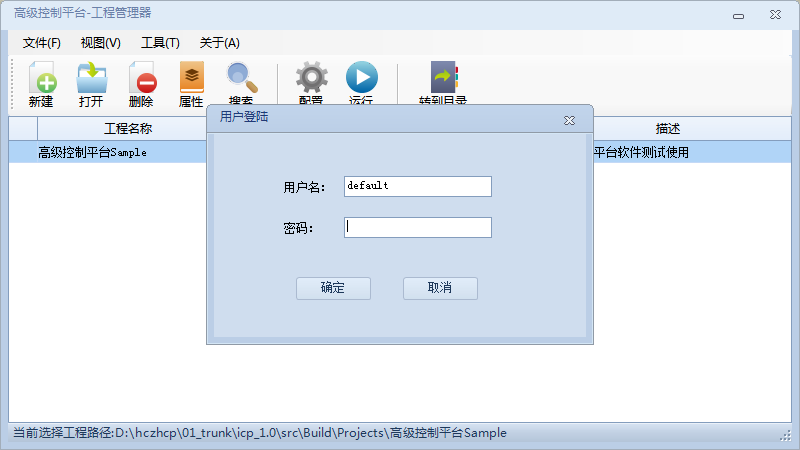 高级控制平台-工程管理器
文件(F) 视图(V) 工具(T) 关于(A)
新建 打开 删除 属性 搜索 配置 运行 转到目录
用户登陆
工程名称 描述
高级控制平台Sample 平台软件测试使用
用户名: default
密码:
确定 取消
当前选择工程路径:D:\hczhcp\01_trunk\icp_1.0\src\Build\Projects\高级控制平台Sample